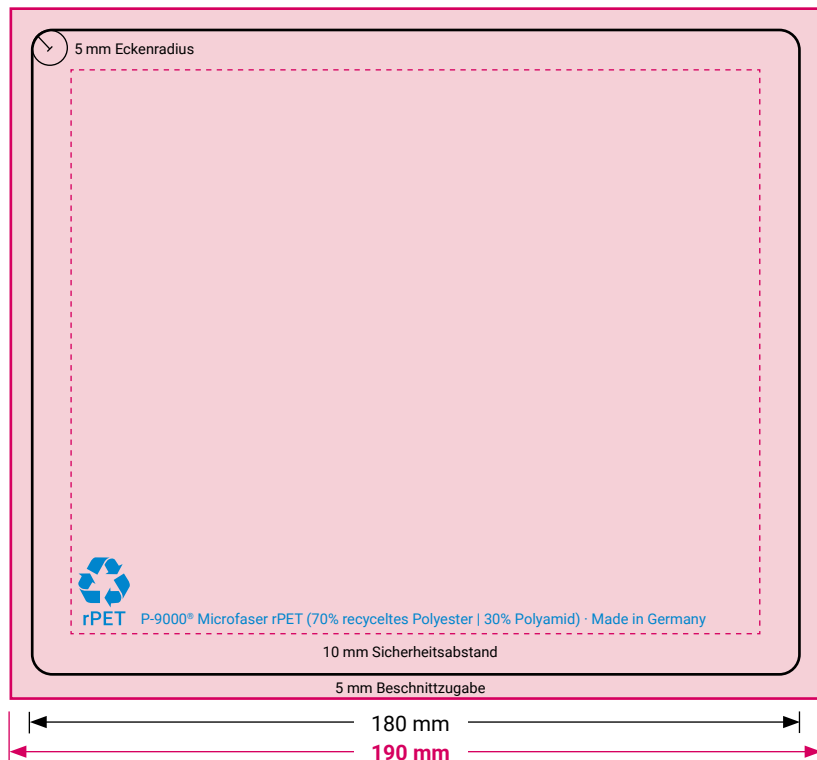 5 mm Eckenradius
rPET
P-9000® Microfaser rPET (70% recyceltes Polyester | 30% Polyamid) · Made in Germany
10 mm Sicherheitsabstand
5 mm Beschnittzugabe
180 mm
190 mm